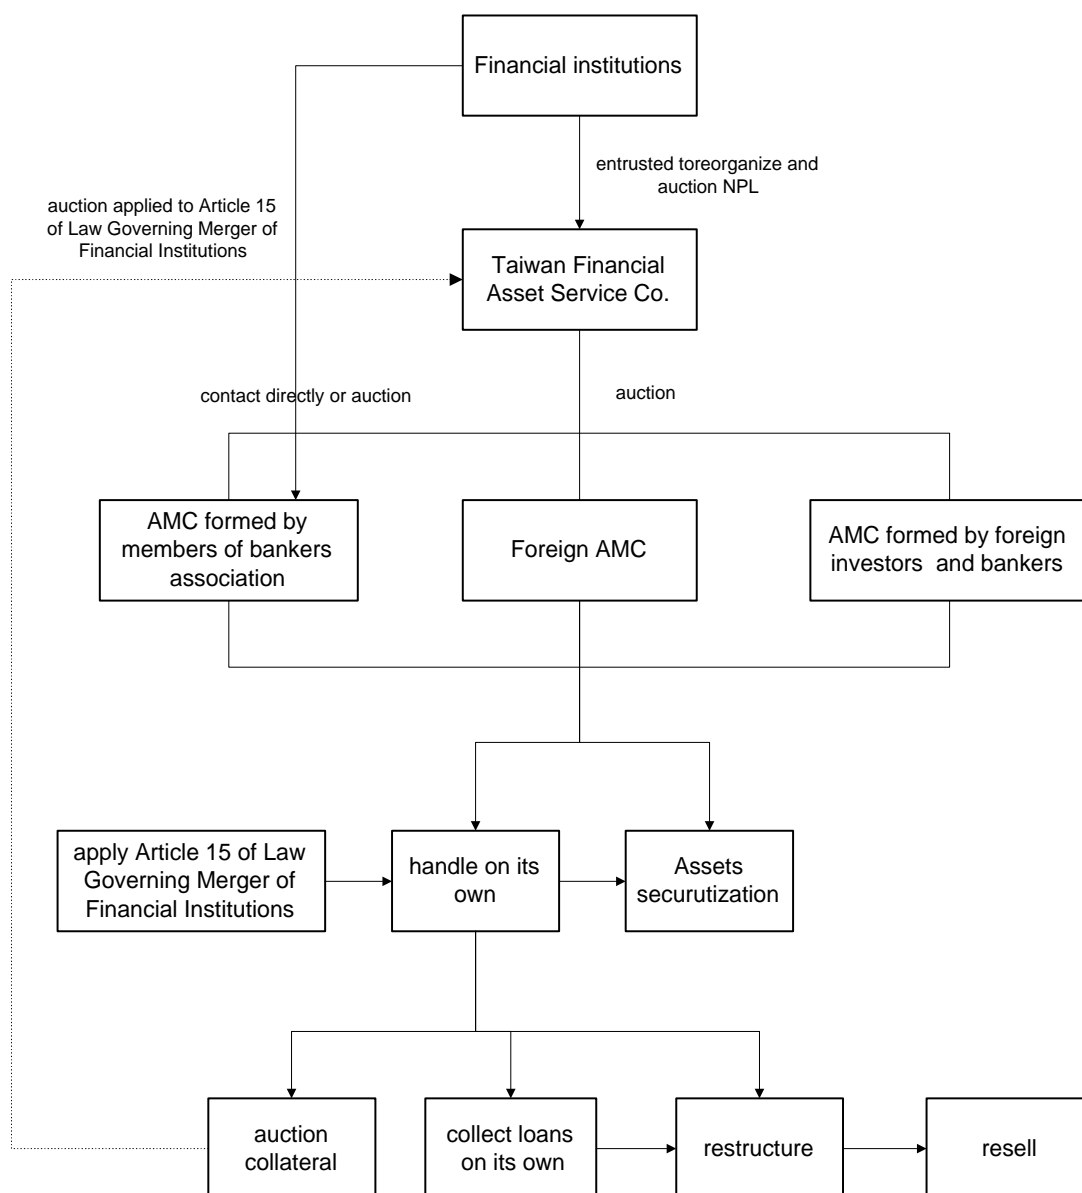 Financial institutions
entrusted toreorganize and
auction NPL
auction applied to Article 15
of Law Governing Merger of
Financial Institutions
Taiwan Financial
Asset Service Co.
contact directly or auction
auction
AMC formed by
members of bankers
association
Foreign AMC
AMC formed by foreign
investors and bankers
apply Article 15 of Law
Governing Merger of
Financial Institutions
handle on its
own
Assets
securutization
auction
collateral
collect loans
on its own
restructure
resell